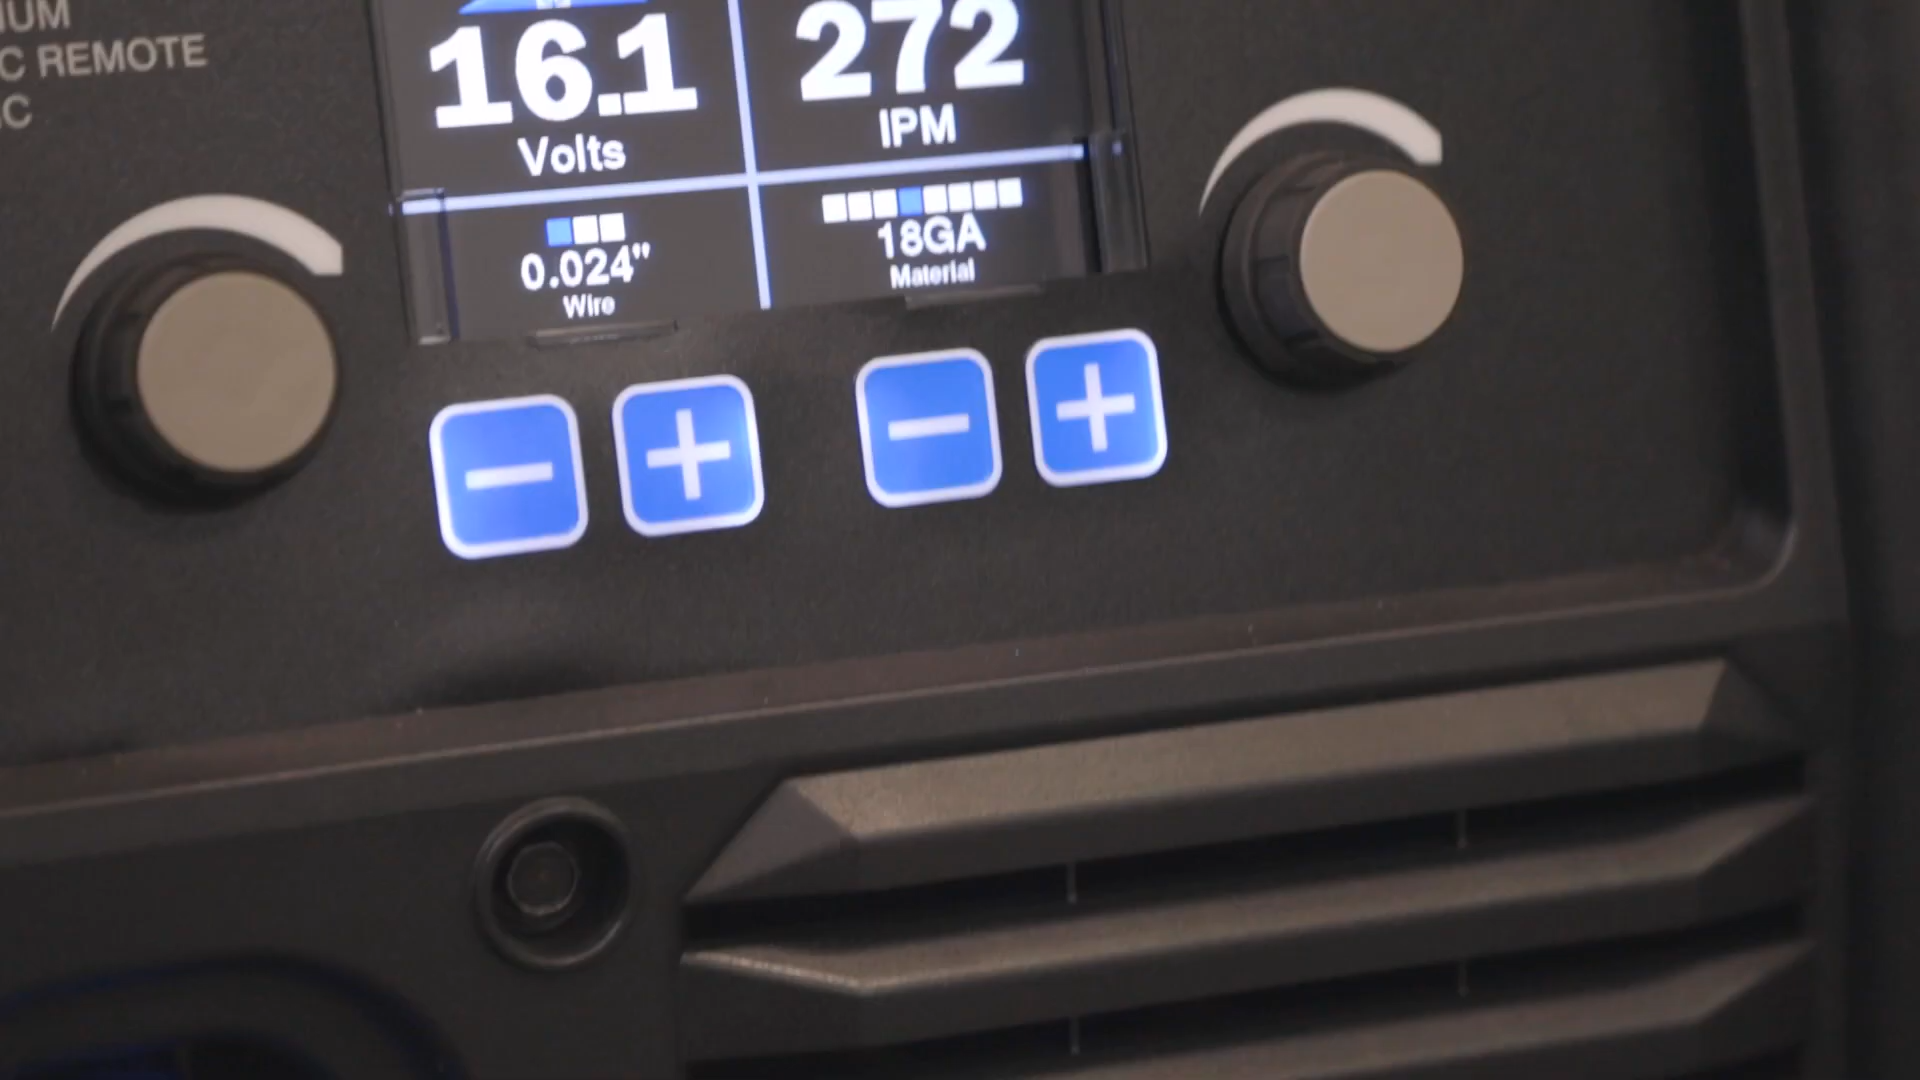 IUM
C REMOTE
C
16.1
Volts
272
IPM
0.024"
Wire
18GA
Material